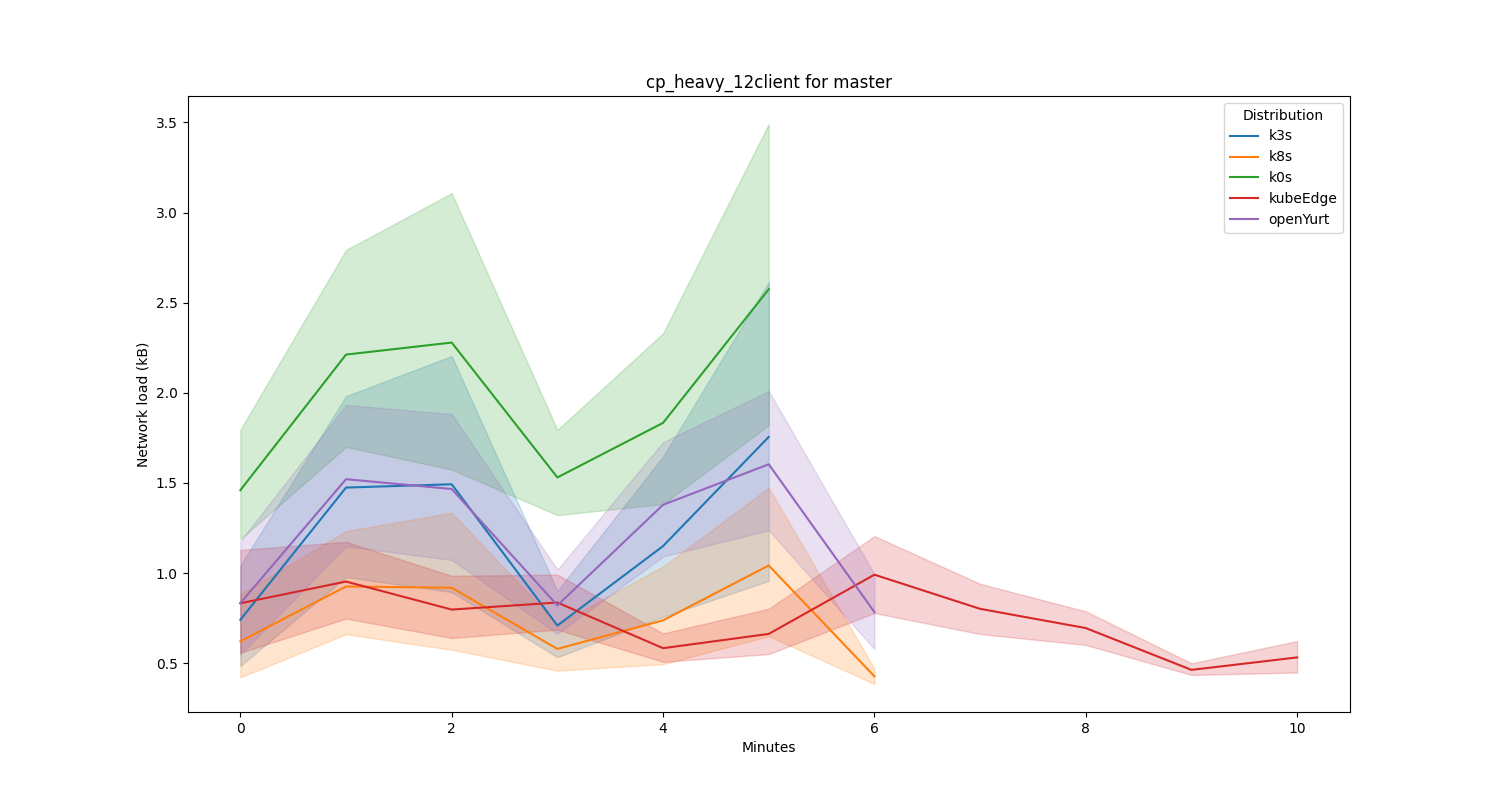 cp_heavy_12client for master
Distribution
k3s
k8s
k0s
kubeEdge
openYurt
Network load (kB)
3.5
3.0
2.5
2.0
1.5
1.0
0.5
0 2 4 6 8 10
Minutes